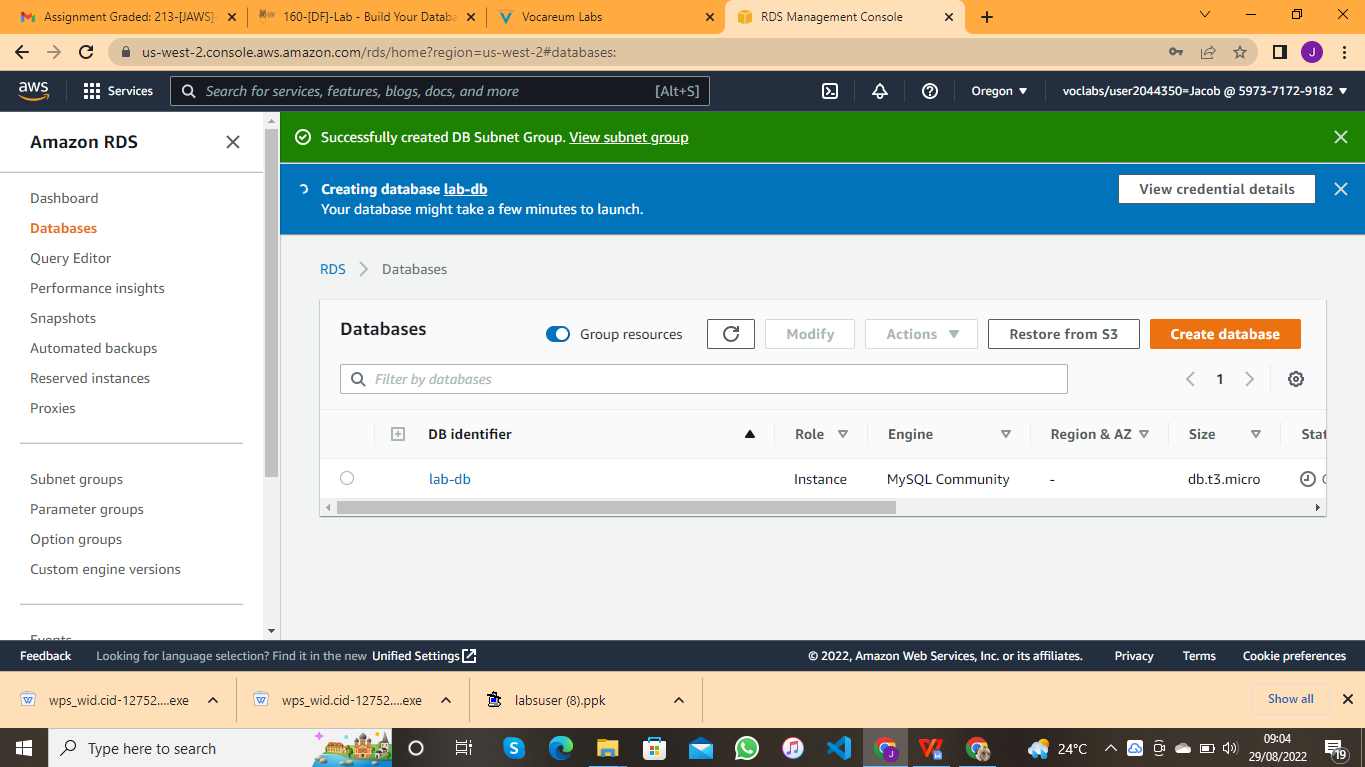 Assignment Graded: 213-[JAWS]-
160-[DF]-Lab - Build Your Databa
Vocareum Labs
RDS Management Console
us-west-2.console.aws.amazon.com/rds/home?region=us-west-2#databases:
J
aws
Services
Search for services, features, blogs, docs, and more
[Alt+S]
Oregon
voclabs/user2044350=Jacob @ 5973-7172-9182
Amazon RDS
Dashboard
Databases
Query Editor
Performance insights
Snapshots
Automated backups
Reserved instances
Proxies
Subnet groups
Parameter groups
Option groups
Custom engine versions
Events
Successfully created DB Subnet Group. View subnet group
Creating database lab-db
Your database might take a few minutes to launch.
View credential details
RDS
Databases
Databases
Group resources
Modify
Actions
Restore from S3
Create database
Filter by databases
1
DB identifier
Role
Engine
Region & AZ
Size
Stat
lab-db
Instance
MySQL Community
-
db.t3.micro
Feedback
Looking for language selection? Find it in the new Unified Settings
© 2022, Amazon Web Services, Inc. or its affiliates.
Privacy
Terms
Cookie preferences
wps_wid.cid-12752....exe
wps_wid.cid-12752....exe
labsuser (8).ppk
Show all
Type here to search
24°C
09:04
29/08/2022
19